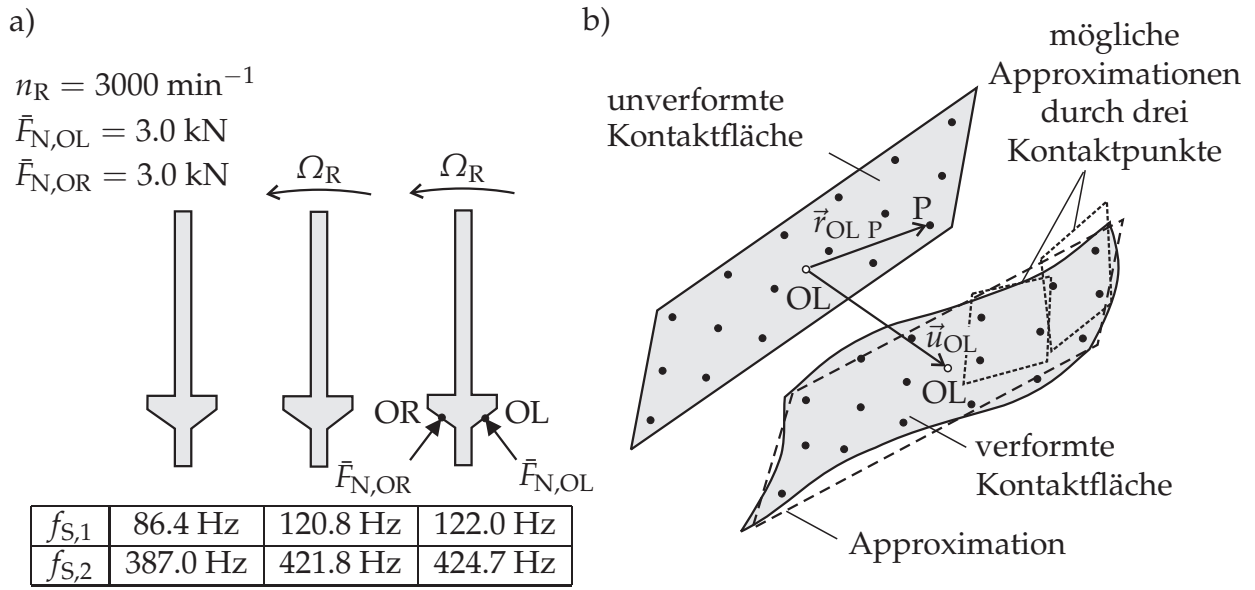 a)
n_R = 3000 min⁻¹
F̄_N,OL = 3.0 kN
F̄_N,OR = 3.0 kN
Ω_R
Ω_R
OR
OL
F̄_N,OR
F̄_N,OL
f_S,1 86.4 Hz 120.8 Hz 122.0 Hz
f_S,2 387.0 Hz 421.8 Hz 424.7 Hz
b)
mögliche
Approximationen
durch drei
Kontaktpunkte
unverformte
Kontaktfläche
r⃗_OL P
P
OL
u⃗_OL
OL
verformte
Kontaktfläche
Approximation